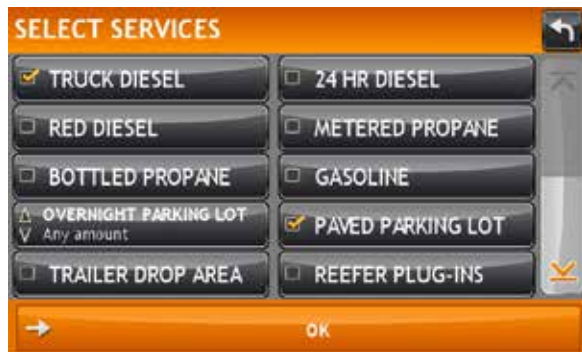 SELECT SERVICES
TRUCK DIESEL
24 HR DIESEL
RED DIESEL
METERED PROPANE
BOTTLED PROPANE
GASOLINE
OVERNIGHT PARKING LOT
Any amount
PAVED PARKING LOT
TRAILER DROP AREA
REEFER PLUG-INS
OK